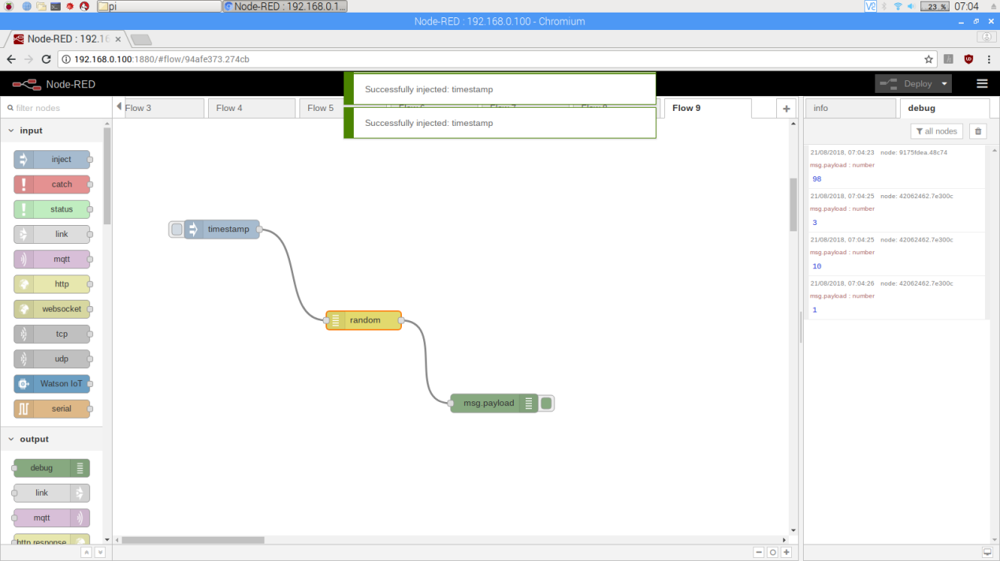 pi
Node-RED : 192.168.0.1...
23 %
07:04
Node-RED : 192.168.0.100 - Chromium
Node-RED : 192.16
192.168.0.100:1880/#flow/94afe373.274cb
Node-RED
Deploy
Successfully injected: timestamp
Successfully injected: timestamp
filter nodes
Flow 3
Flow 4
Flow 5
Flow 9
info
debug
all nodes
input
inject
catch
status
link
mqtt
http
websocket
tcp
udp
Watson IoT
serial
output
debug
link
mqtt
http response
timestamp
random
msg.payload
21/08/2018, 07:04:23 node: 9175fdea.48c74
msg.payload : number
98
21/08/2018, 07:04:25 node: 42062462.7e300c
msg.payload : number
3
21/08/2018, 07:04:25 node: 42062462.7e300c
msg.payload : number
10
21/08/2018, 07:04:26 node: 42062462.7e300c
msg.payload : number
1